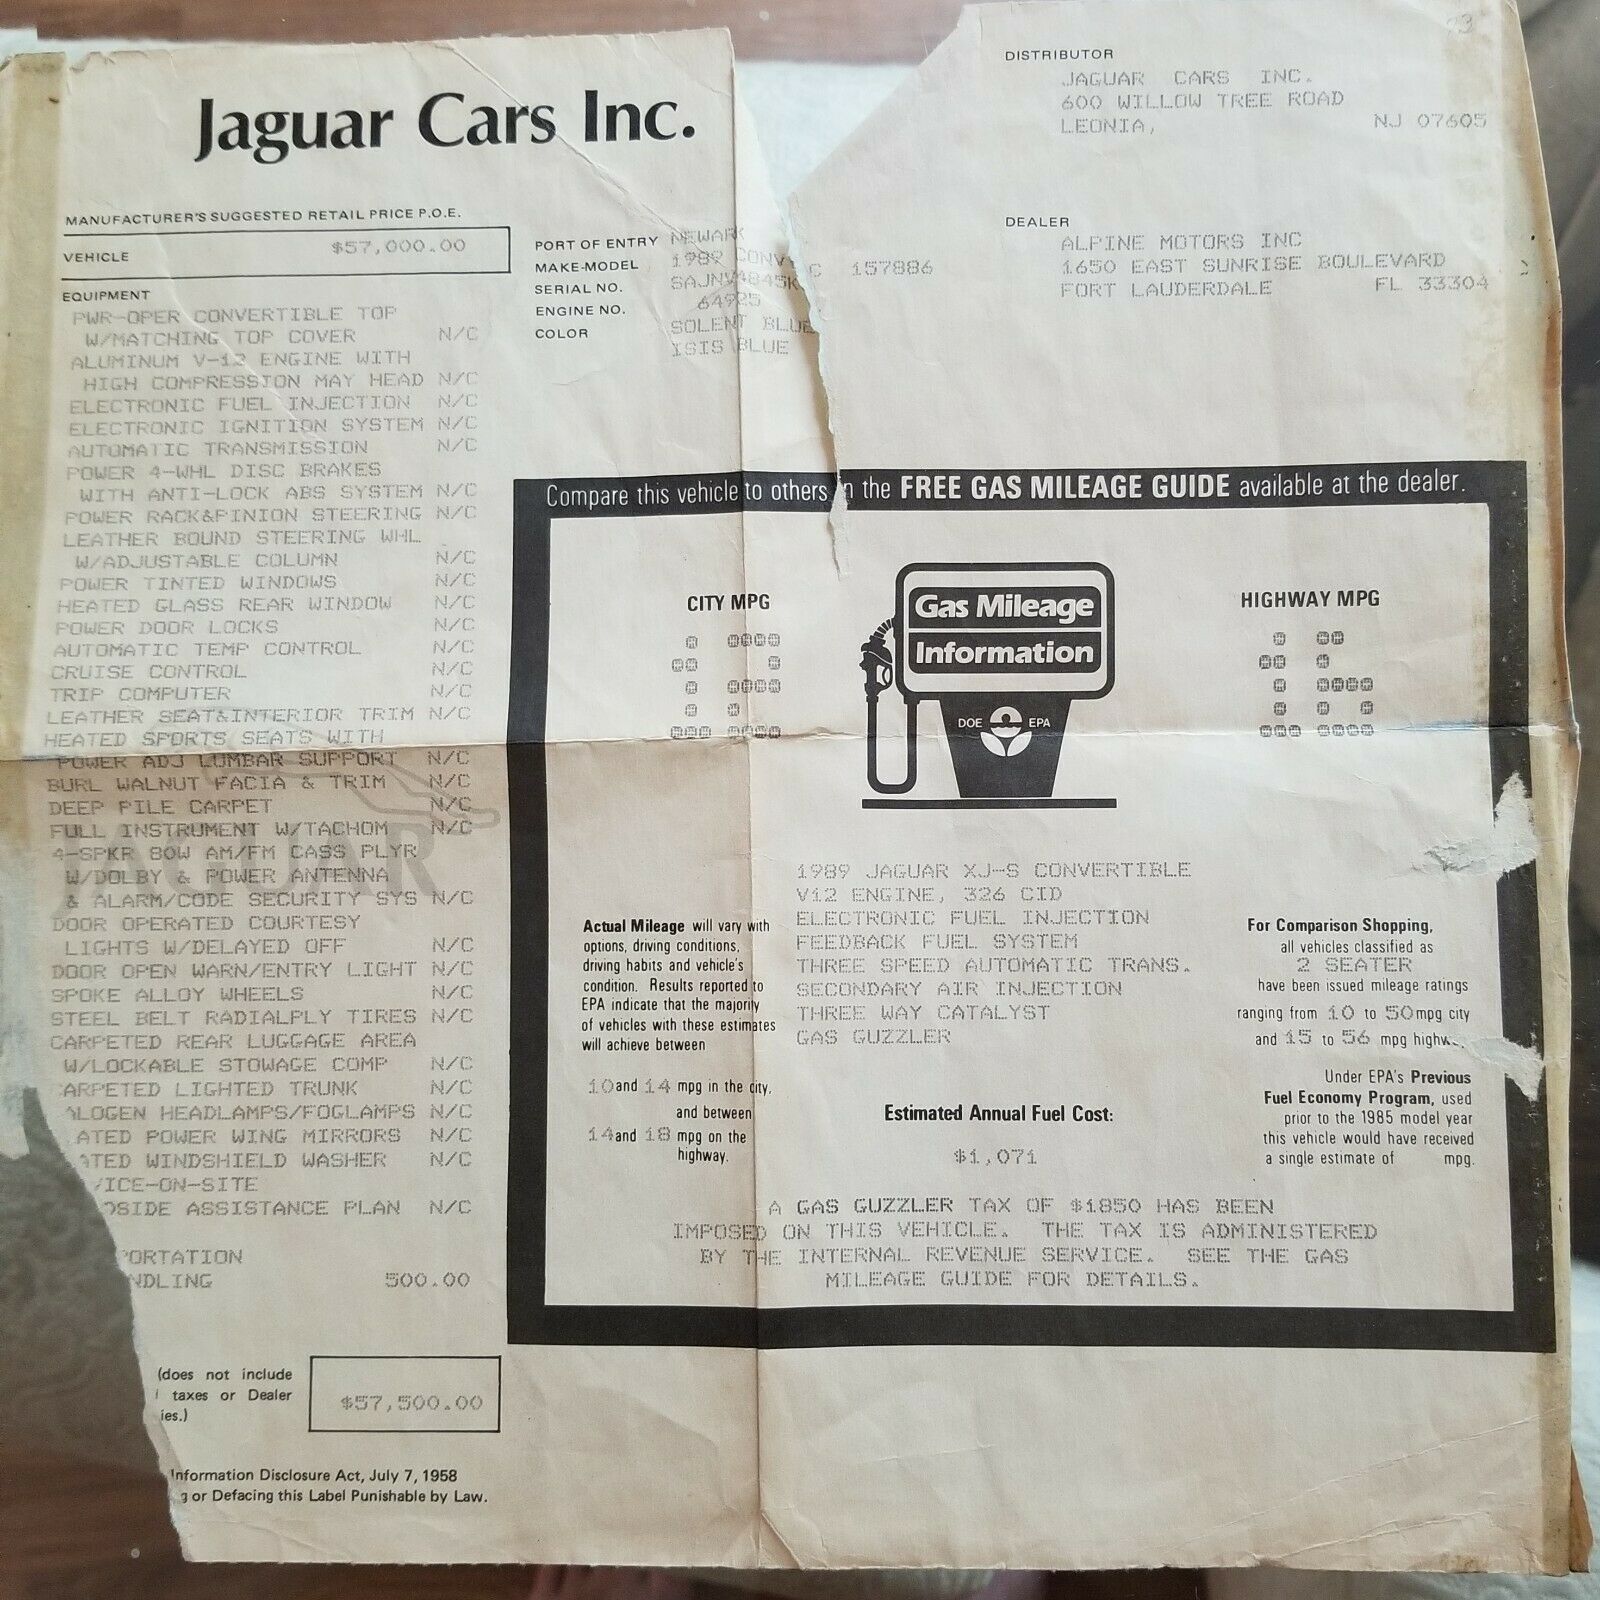 Jaguar Cars Inc.
MANUFACTURER'S SUGGESTED RETAIL PRICE P.O.E.
VEHICLE $57,000.00
EQUIPMENT
PWR-OPER CONVERTIBLE TOP
W/MATCHING TOP COVER N/C
ALUMINUM V-12 ENGINE WITH
HIGH COMPRESSION MAY HEAD N/C
ELECTRONIC FUEL INJECTION N/C
ELECTRONIC IGNITION SYSTEM N/C
AUTOMATIC TRANSMISSION N/C
POWER 4-WHL DISC BRAKES
WITH ANTI-LOCK ABS SYSTEM N/C
POWER RACK&PINION STEERING N/C
LEATHER BOUND STEERING WHL
W/ADJUSTABLE COLUMN N/C
POWER TINTED WINDOWS N/C
HEATED GLASS REAR WINDOW N/C
POWER DOOR LOCKS N/C
AUTOMATIC TEMP CONTROL N/C
CRUISE CONTROL N/C
TRIP COMPUTER N/C
LEATHER SEAT&INTERIOR TRIM N/C
HEATED SPORTS SEATS WITH
POWER ADJ LUMBAR SUPPORT N/C
BURL WALNUT FACIA & TRIM N/C
DEEP PILE CARPET N/C
FULL INSTRUMENT W/TACHOM N/C
4-SPKR 80W AM/FM CASS PLYR
W/DOLBY & POWER ANTENNA
& ALARM/CODE SECURITY SYS N/C
DOOR OPERATED COURTESY
LIGHTS W/DELAYED OFF N/C
DOOR OPEN WARN/ENTRY LIGHT N/C
SPOKE ALLOY WHEELS N/C
STEEL BELT RADIALPLY TIRES N/C
CARPETED REAR LUGGAGE AREA
W/LOCKABLE STOWAGE COMP N/C
ARPETED LIGHTED TRUNK N/C
ALOGEN HEADLAMPS/FOGLAMPS N/C
ATED POWER WING MIRRORS N/C
ATED WINDSHIELD WASHER N/C
VICE-ON-SITE
DSIDE ASSISTANCE PLAN N/C
PORTATION
NDLING 500.00
(does not include
taxes or Dealer
ies.)
$57,500.00
Information Disclosure Act, July 7, 1958
g or Defacing this Label Punishable by Law.
PORT OF ENTRY NEWARK
MAKE-MODEL 1989 CONV
SERIAL NO. SAJNV4845K C 157886
ENGINE NO. 64925
COLOR SOLENT BLUE
ISIS BLUE
DISTRIBUTOR
JAGUAR CARS INC.
600 WILLOW TREE ROAD
LEONIA, NJ 07605
DEALER
ALPINE MOTORS INC
1650 EAST SUNRISE BOULEVARD
FORT LAUDERDALE FL 33304
Compare this vehicle to others in the FREE GAS MILEAGE GUIDE available at the dealer.
CITY MPG
12
Gas Mileage
Information
DOE EPA
HIGHWAY MPG
16
1989 JAGUAR XJ-S CONVERTIBLE
V12 ENGINE, 326 CID
ELECTRONIC FUEL INJECTION
FEEDBACK FUEL SYSTEM
THREE SPEED AUTOMATIC TRANS.
SECONDARY AIR INJECTION
THREE WAY CATALYST
GAS GUZZLER
Actual Mileage will vary with
options, driving conditions,
driving habits and vehicle's
condition. Results reported to
EPA indicate that the majority
of vehicles with these estimates
will achieve between
10 and 14 mpg in the city,
and between
14 and 18 mpg on the
highway.
Estimated Annual Fuel Cost:
$1,071
For Comparison Shopping,
all vehicles classified as
2 SEATER
have been issued mileage ratings
ranging from 10 to 50 mpg city
and 15 to 56 mpg highw
Under EPA's Previous
Fuel Economy Program, used
prior to the 1985 model year
this vehicle would have received
a single estimate of mpg.
A GAS GUZZLER TAX OF $1850 HAS BEEN
IMPOSED ON THIS VEHICLE. THE TAX IS ADMINISTERED
BY THE INTERNAL REVENUE SERVICE. SEE THE GAS
MILEAGE GUIDE FOR DETAILS.